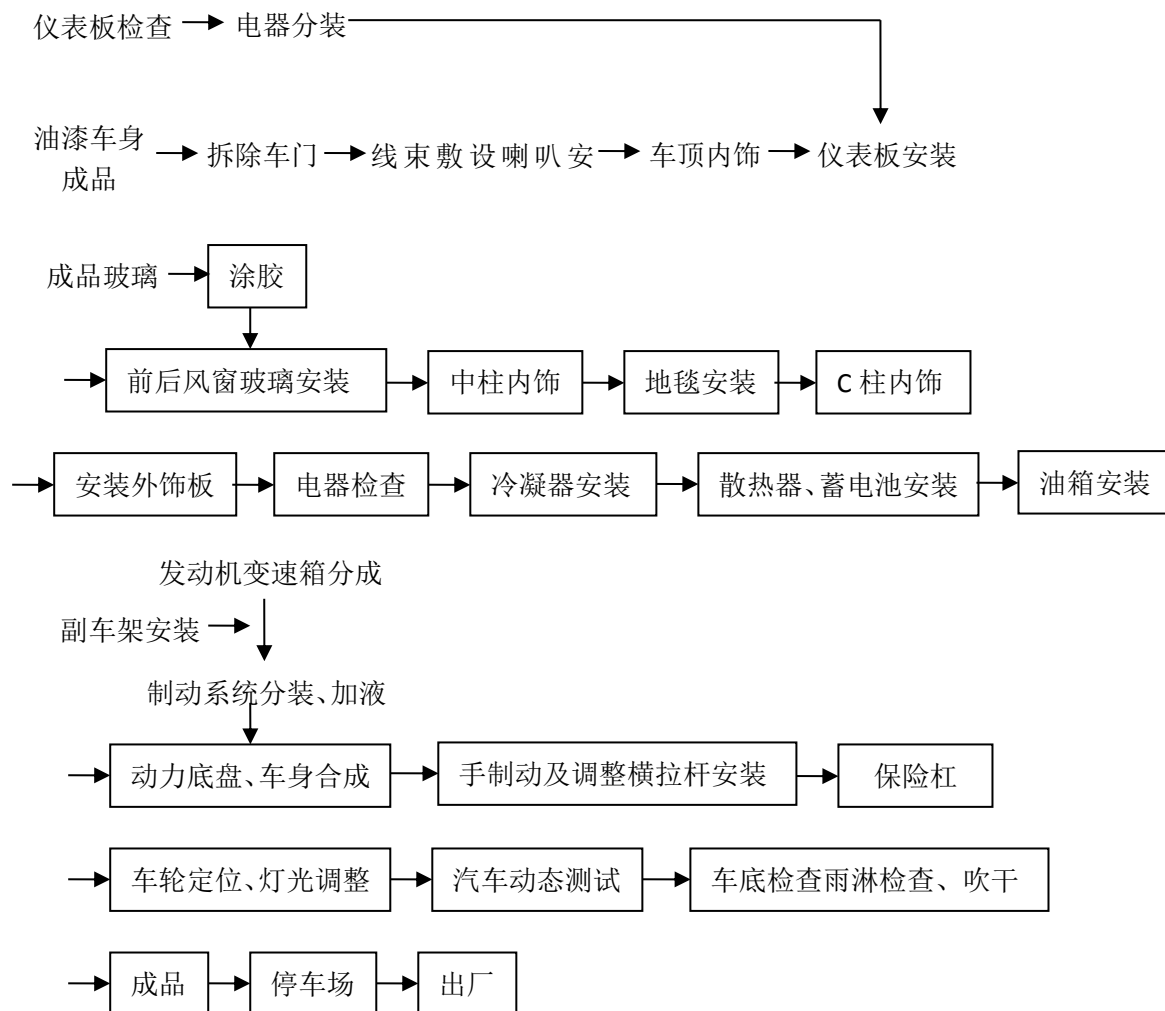 仪表板检查 电器分装
油漆车身
成品
拆除车门 线束敷设喇叭安 车顶内饰 仪表板安装
成品玻璃 涂胶
前后风窗玻璃安装 中柱内饰 地毯安装 C 柱内饰
安装外饰板 电器检查 冷凝器安装 散热器、蓄电池安装 油箱安装
发动机变速箱分成
副车架安装
制动系统分装、加液
动力底盘、车身合成 手制动及调整横拉杆安装 保险杠
车轮定位、灯光调整 汽车动态测试 车底检查雨淋检查、吹干
成品 停车场 出厂